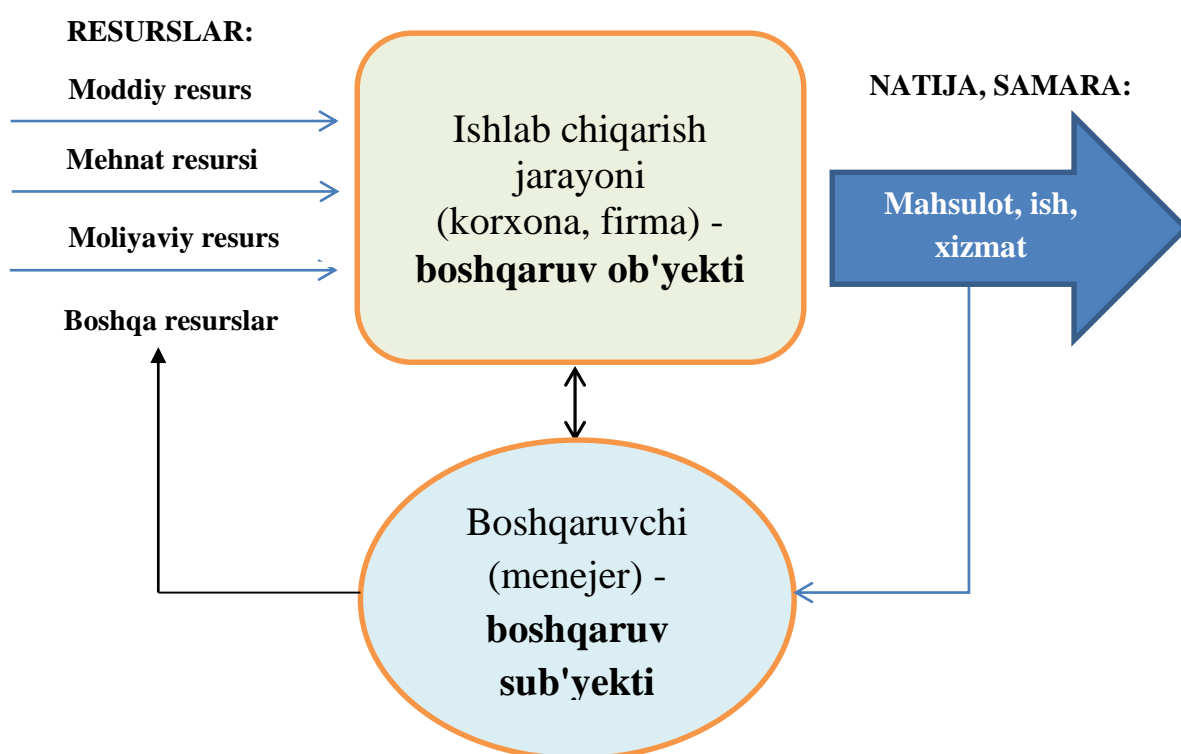 RESURSLAR:
Moddiy resurs
Mehnat resursi
Moliyaviy resurs
Boshqa resurslar
Ishlab chiqarish
jarayoni
(korxona, firma) -
boshqaruv ob'yekti
NATIJA, SAMARA:
Mahsulot, ish,
xizmat
Boshqaruvchi
(menejer) -
boshqaruv
sub'yekti